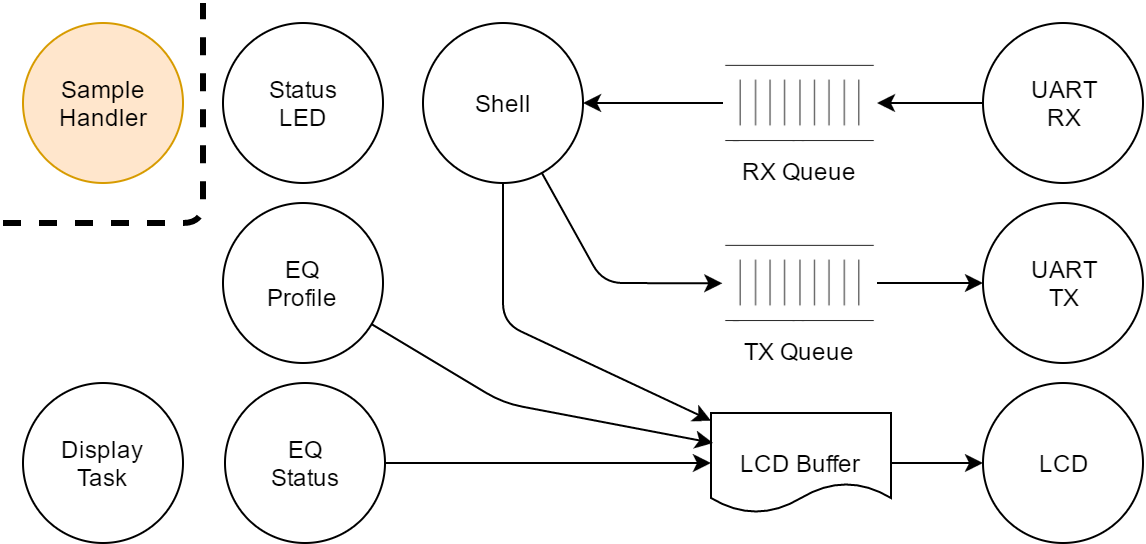 Sample
Handler
Status
LED
Shell
UART
RX
RX Queue
EQ
Profile
UART
TX
TX Queue
Display
Task
EQ
Status
LCD Buffer
LCD